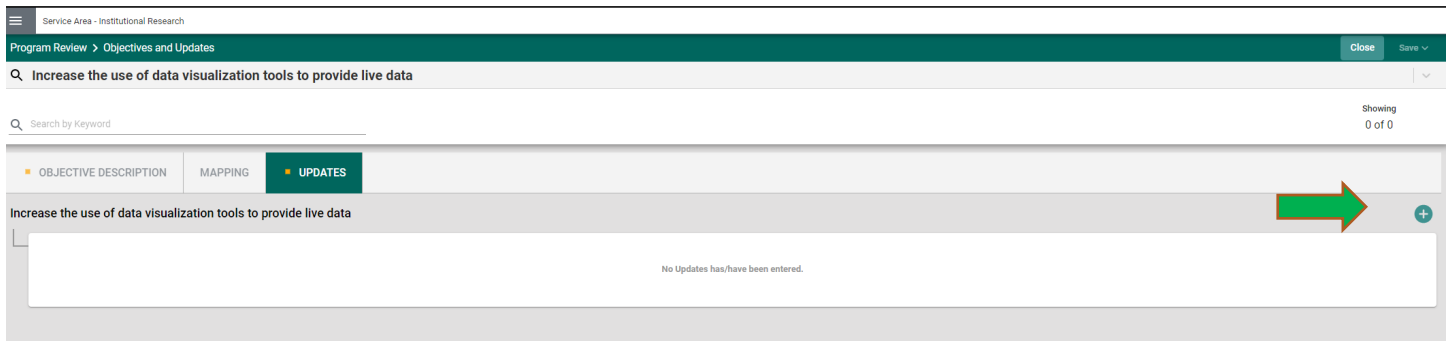 Service Area - Institutional Research
Program Review > Objectives and Updates
Close
Save
Increase the use of data visualization tools to provide live data
Search by Keyword
Showing
0 of 0
OBJECTIVE DESCRIPTION
MAPPING
UPDATES
Increase the use of data visualization tools to provide live data
No Updates has/have been entered.